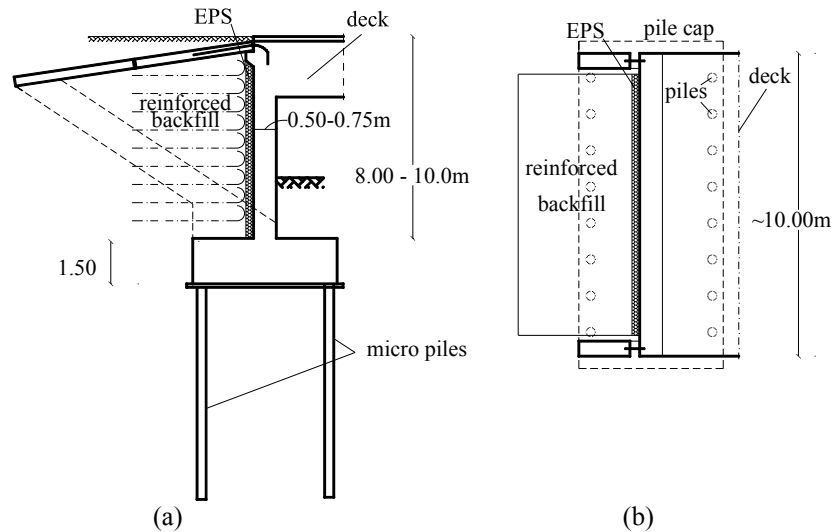 EPS
deck
reinforced
backfill
0.50-0.75m
8.00 - 10.0m
1.50
micro piles
(a)
pile cap
EPS
piles
deck
reinforced
backfill
~10.00m
(b)